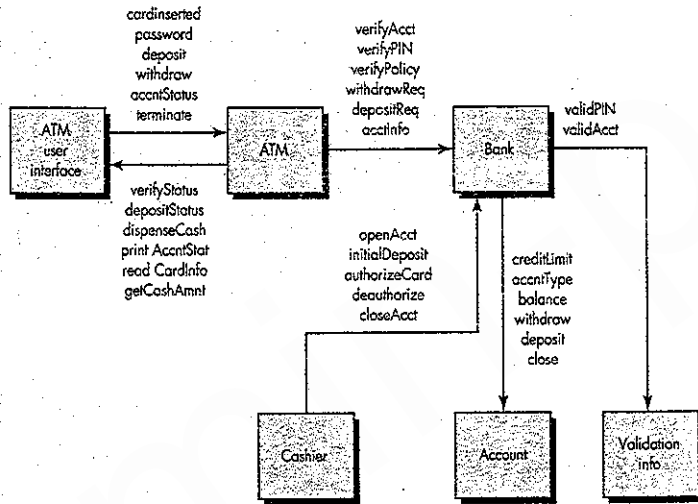 cardinserted
password
deposit
withdraw
accntStatus
terminate
verifyAcct
verifyPIN
verifyPolicy
withdrawReq
depositReq
acctInfo
ATM
user
interface
ATM
Bank
validPIN
validAcct
verifyStatus
depositStatus
dispenseCash
print AccntStat
read CardInfo
getCashAmnt
openAcct
initialDeposit
authorizeCard
deauthorize
closeAcct
creditLimit
accntType
balance
withdraw
deposit
close
Cashier
Account
Validation
info